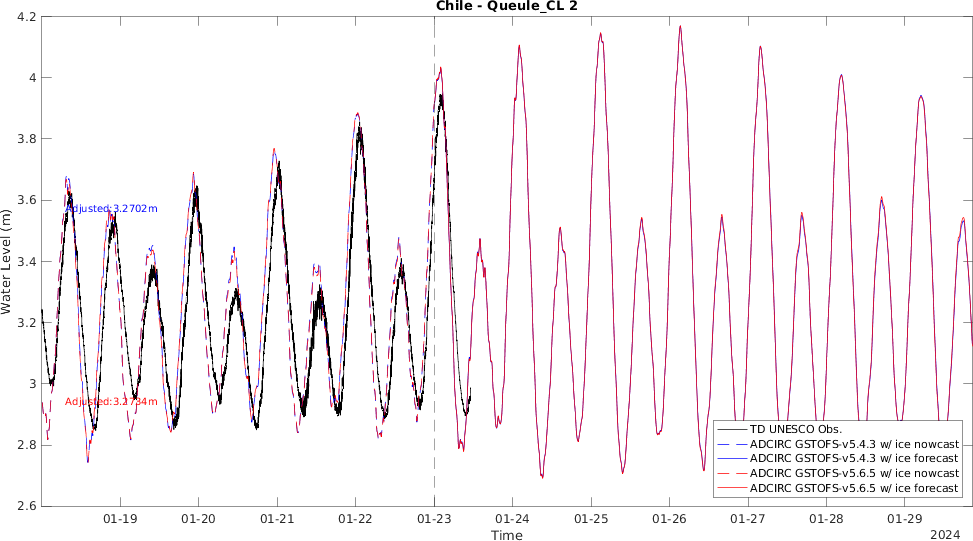 Chile - Queule_CL 2
Water Level (m)
4.2
4
3.8
3.6
3.4
3.2
3
2.8
2.6
Adjusted:3.2702m
Adjusted:3.2734m
TD UNESCO Obs.
ADCIRC GSTOFS-v5.4.3 w/ ice nowcast
ADCIRC GSTOFS-v5.4.3 w/ ice forecast
ADCIRC GSTOFS-v5.6.5 w/ ice nowcast
ADCIRC GSTOFS-v5.6.5 w/ ice forecast
01-19 01-20 01-21 01-22 01-23 01-24 01-25 01-26 01-27 01-28 01-29
Time
2024